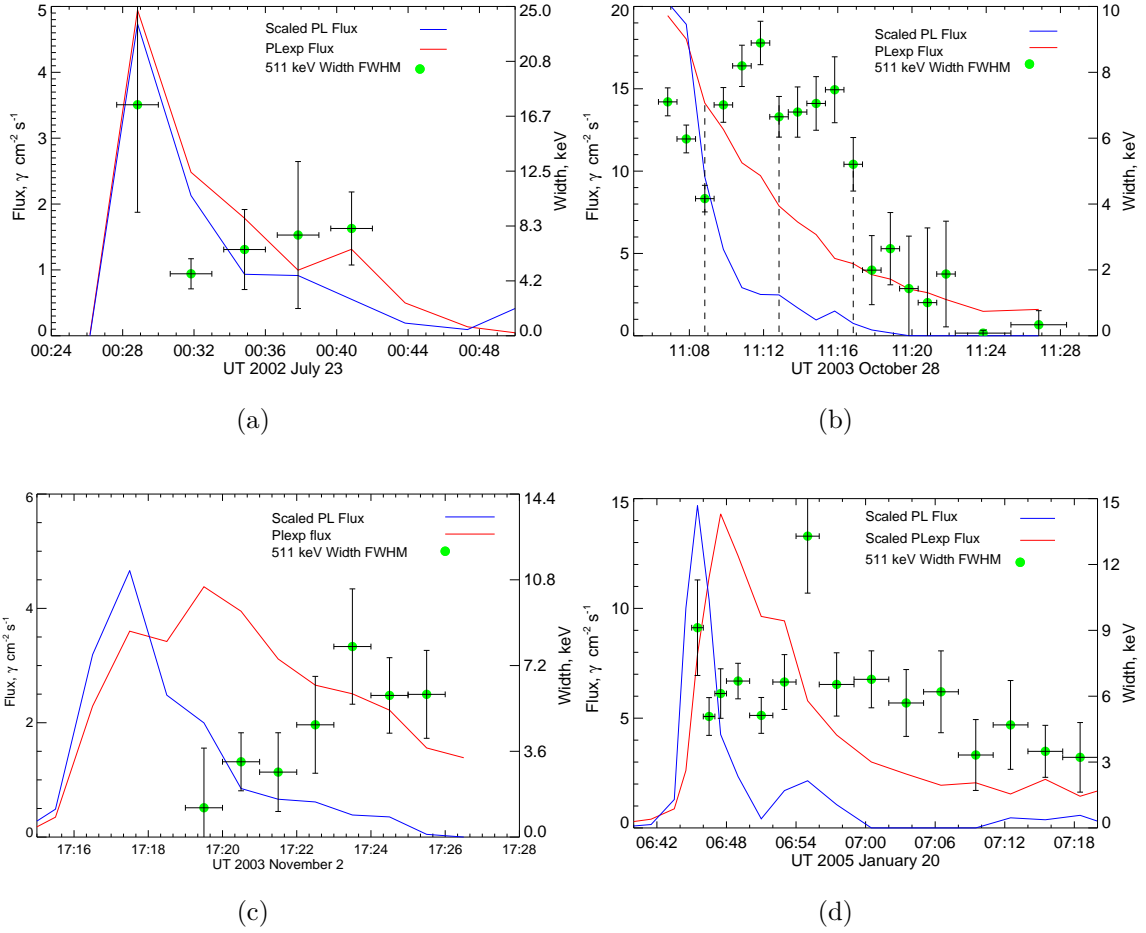 5
4
3
2
1
0
Flux, γ cm⁻² s⁻¹
Scaled PL Flux
PLexp Flux
511 keV Width FWHM
25.0
20.8
16.7
12.5
8.3
4.2
0.0
Width, keV
00:24 00:28 00:32 00:36 00:40 00:44 00:48
UT 2002 July 23
(a)
20
15
10
5
0
Flux, γ cm⁻² s⁻¹
Scaled PL Flux
PLexp Flux
511 keV Width FWHM
10
8
6
4
2
0
Width, keV
11:08 11:12 11:16 11:20 11:24 11:28
UT 2003 October 28
(b)
6
4
2
0
Flux, γ cm⁻² s⁻¹
Scaled PL Flux
Plexp flux
511 keV Width FWHM
14.4
10.8
7.2
3.6
0.0
Width, keV
17:16 17:18 17:20 17:22 17:24 17:26 17:28
UT 2003 November 2
(c)
15
10
5
0
Flux, γ cm⁻² s⁻¹
Scaled PL Flux
Scaled PLexp Flux
511 keV Width FWHM
15
12
9
6
3
0
Width, keV
06:42 06:48 06:54 07:00 07:06 07:12 07:18
UT 2005 January 20
(d)